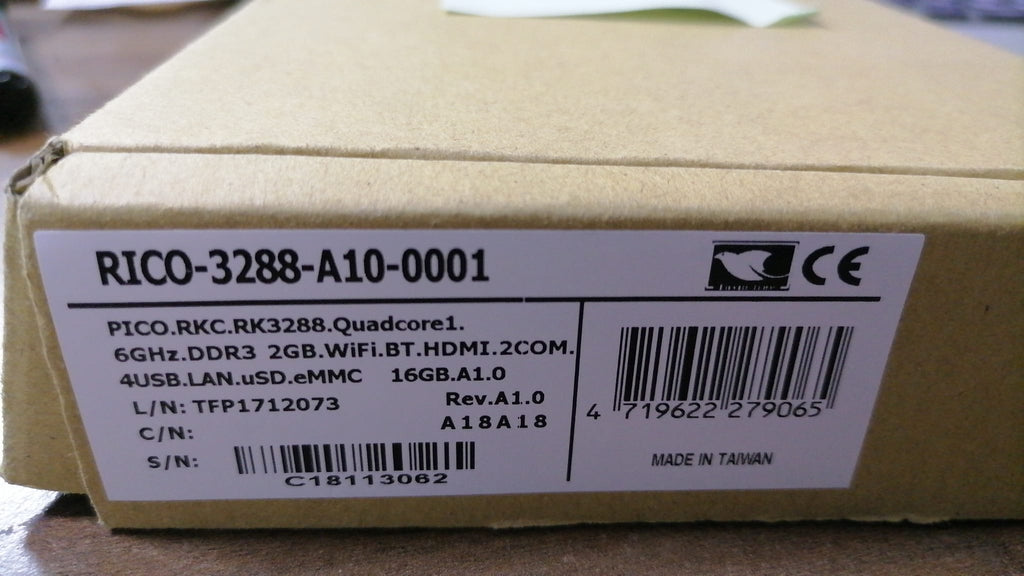 RICO-3288-A10-0001
CE
PICO.RKC.RK3288.Quadcore1.
6GHz.DDR3 2GB.WiFi.BT.HDMI.2COM.
4USB.LAN.uSD.eMMC 16GB.A1.0
L/N: TFP1712073 Rev.A1.0
C/N: A18A18
S/N:
C18113062
4 719622 279065
MADE IN TAIWAN